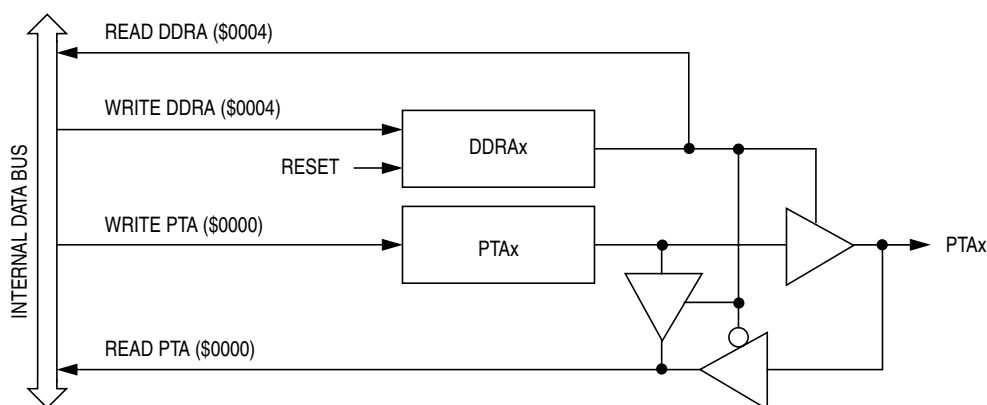 READ DDRA ($0004)
WRITE DDRA ($0004)
DDRAx
RESET
INTERNAL DATA BUS
WRITE PTA ($0000)
PTAx
PTAx
READ PTA ($0000)